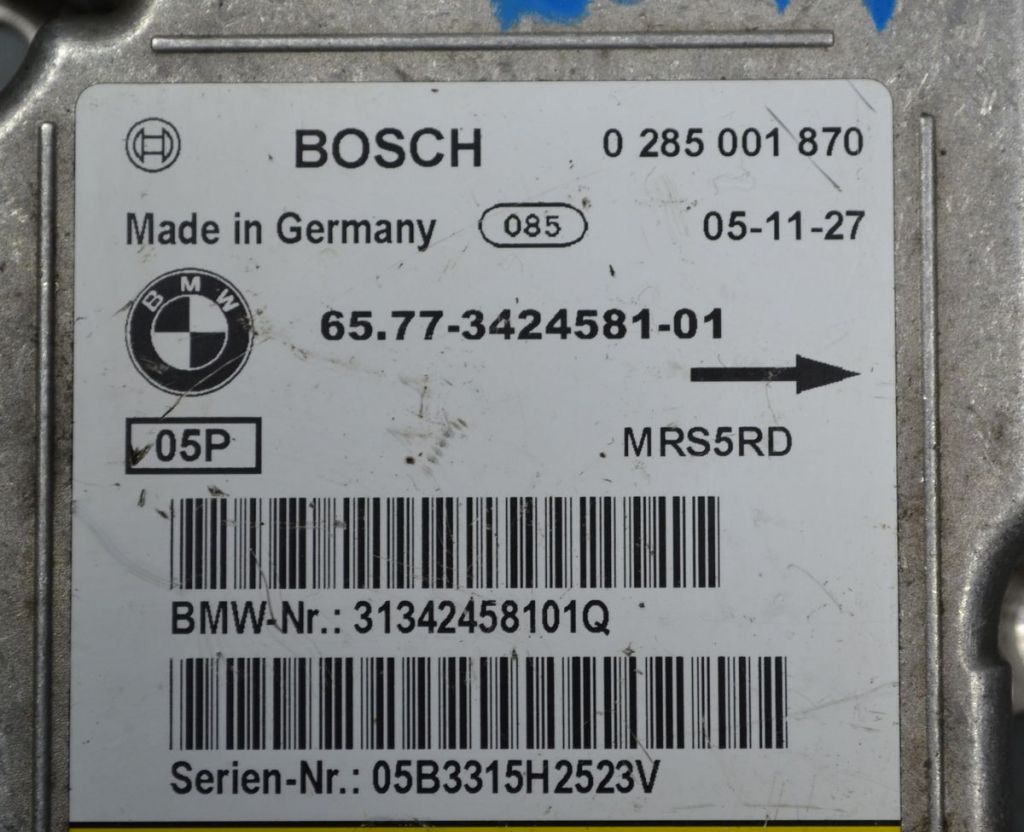 BOSCH 0 285 001 870
Made in Germany 085 05-11-27
BMW
65.77-3424581-01
05P MRS5RD
BMW-Nr.: 31342458101Q
Serien-Nr.: 05B3315H2523V